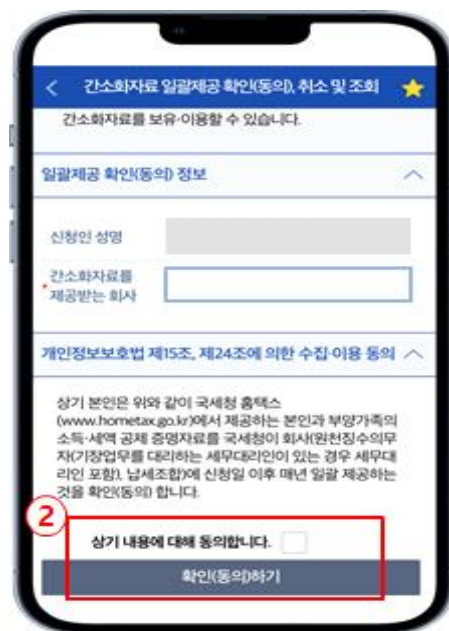 < 간소화자료 일괄제공 확인(동의), 취소 및 조회
간소화자료를 보유·이용할 수 있습니다.
일괄제공 확인(동의) 정보
신청인 성명
* 간소화자료를
제공받는 회사
개인정보보호법 제15조, 제24조에 의한 수집·이용 동의
상기 본인은 위와 같이 국세청 홈택스
(www.hometax.go.kr)에서 제공하는 본인과 부양가족의
소득·세액 공제 증명자료를 국세청이 회사(원천징수의무
자(기장업무를 대리하는 세무대리인이 있는 경우 세무대
리인 포함), 납세조합)에 신청일 이후 매년 일괄 제공하는
것을 확인(동의) 합니다.
2
상기 내용에 대해 동의합니다.
확인(동의)하기